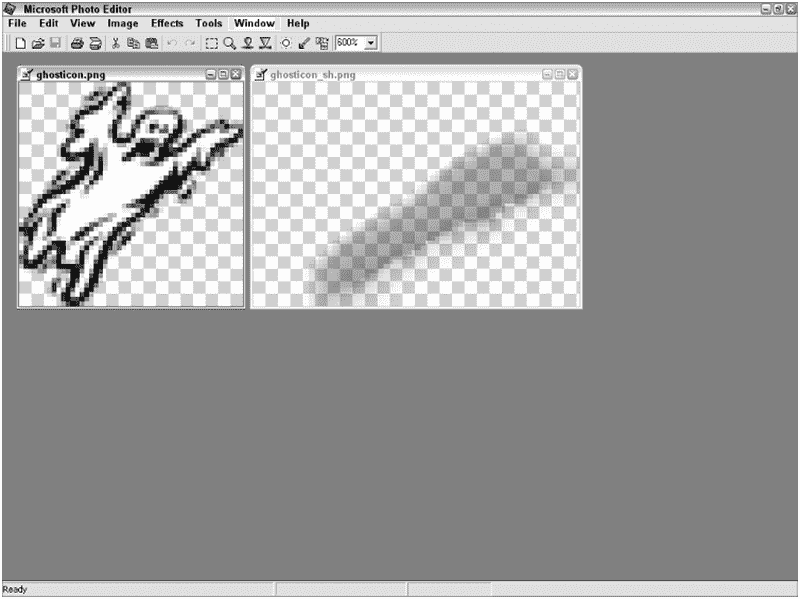 Microsoft Photo Editor
File Edit View Image Effects Tools Window Help
600%
ghosticon.png
ghosticon_sh.png
Ready